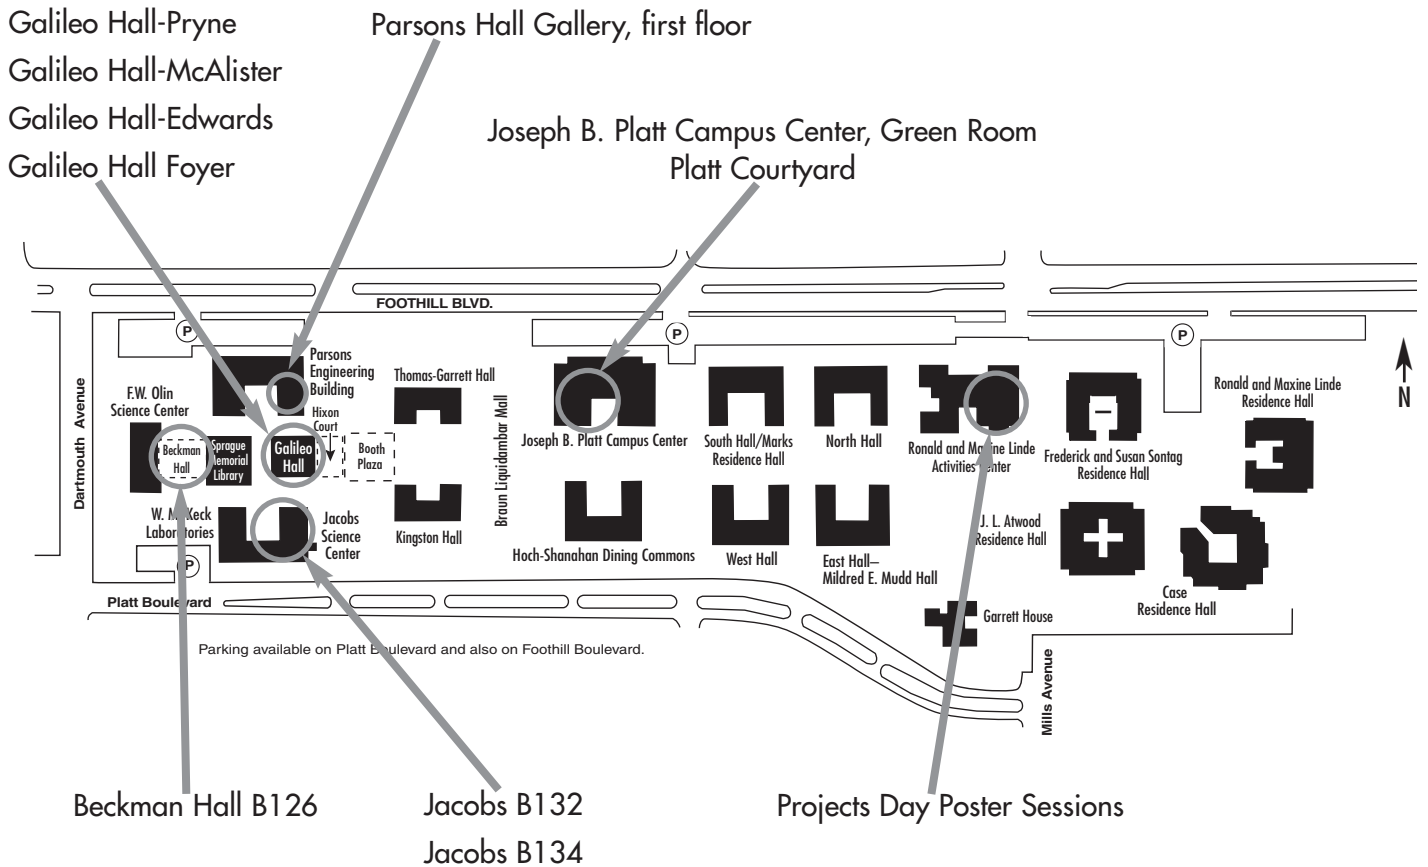 Galileo Hall-Pryne
Galileo Hall-McAlister
Galileo Hall-Edwards
Galileo Hall Foyer
Parsons Hall Gallery, first floor
Joseph B. Platt Campus Center, Green Room
Platt Courtyard
FOOTHILL BLVD.
P
P
P
Dartmouth Avenue
F.W. Olin
Science Center
Beckman
Hall
Sprague
Memorial
Library
Parsons
Engineering
Building
Hixon
Court
Galileo
Hall
Booth
Plaza
Thomas-Garrett Hall
Braun Liquidambar Mall
Joseph B. Platt Campus Center
South Hall/Marks
Residence Hall
North Hall
Ronald and Maxine Linde
Activities Center
Frederick and Susan Sontag
Residence Hall
Ronald and Maxine Linde
Residence Hall
N
W. M. Keck
Laboratories
Jacobs
Science
Center
Kingston Hall
Hoch-Shanahan Dining Commons
West Hall
East Hall–
Mildred E. Mudd Hall
J. L. Atwood
Residence Hall
Case
Residence Hall
P
Platt Boulevard
Garrett House
Parking available on Platt Boulevard and also on Foothill Boulevard.
Mills Avenue
Beckman Hall B126
Jacobs B132
Jacobs B134
Projects Day Poster Sessions